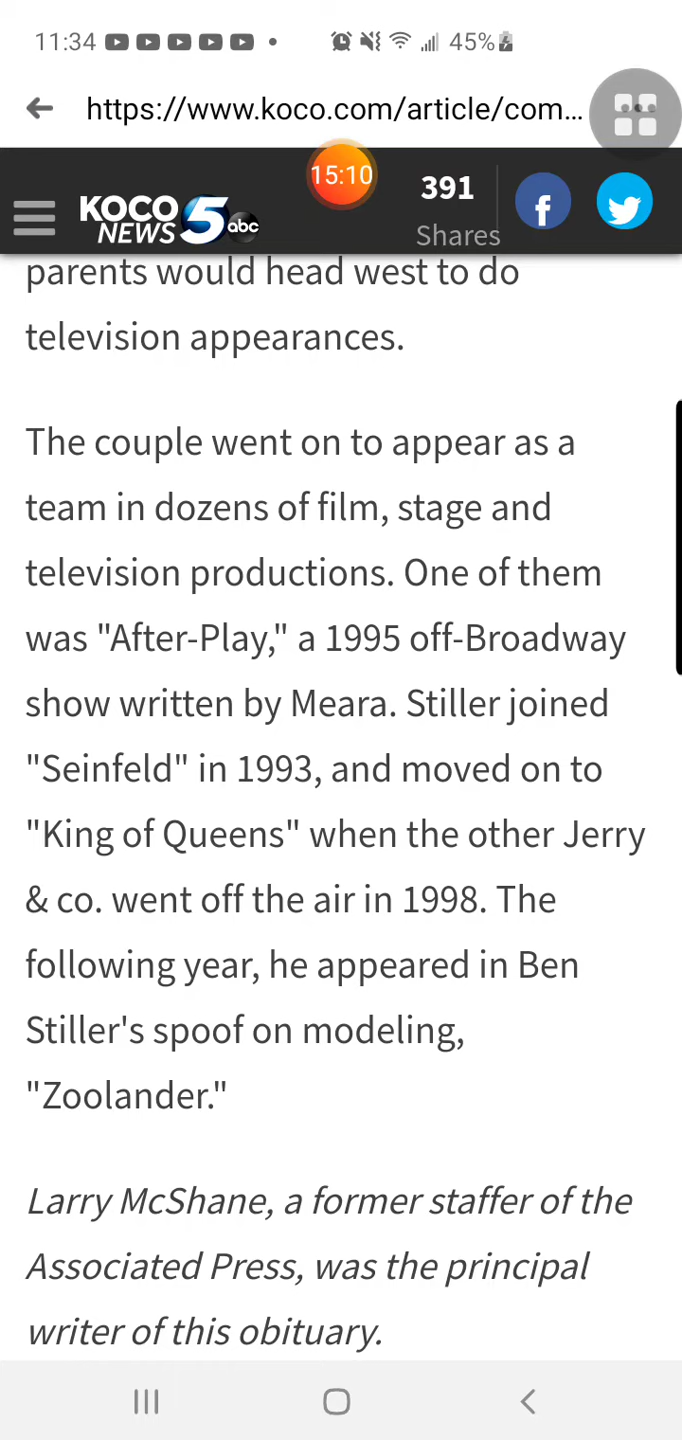 11:34
45%
https://www.koco.com/article/com...
15:10
391
Shares
KOCO
NEWS 5 abc
parents would head west to do
television appearances.
The couple went on to appear as a
team in dozens of film, stage and
television productions. One of them
was "After-Play," a 1995 off-Broadway
show written by Meara. Stiller joined
"Seinfeld" in 1993, and moved on to
"King of Queens" when the other Jerry
& co. went off the air in 1998. The
following year, he appeared in Ben
Stiller's spoof on modeling,
"Zoolander."
Larry McShane, a former staffer of the
Associated Press, was the principal
writer of this obituary.